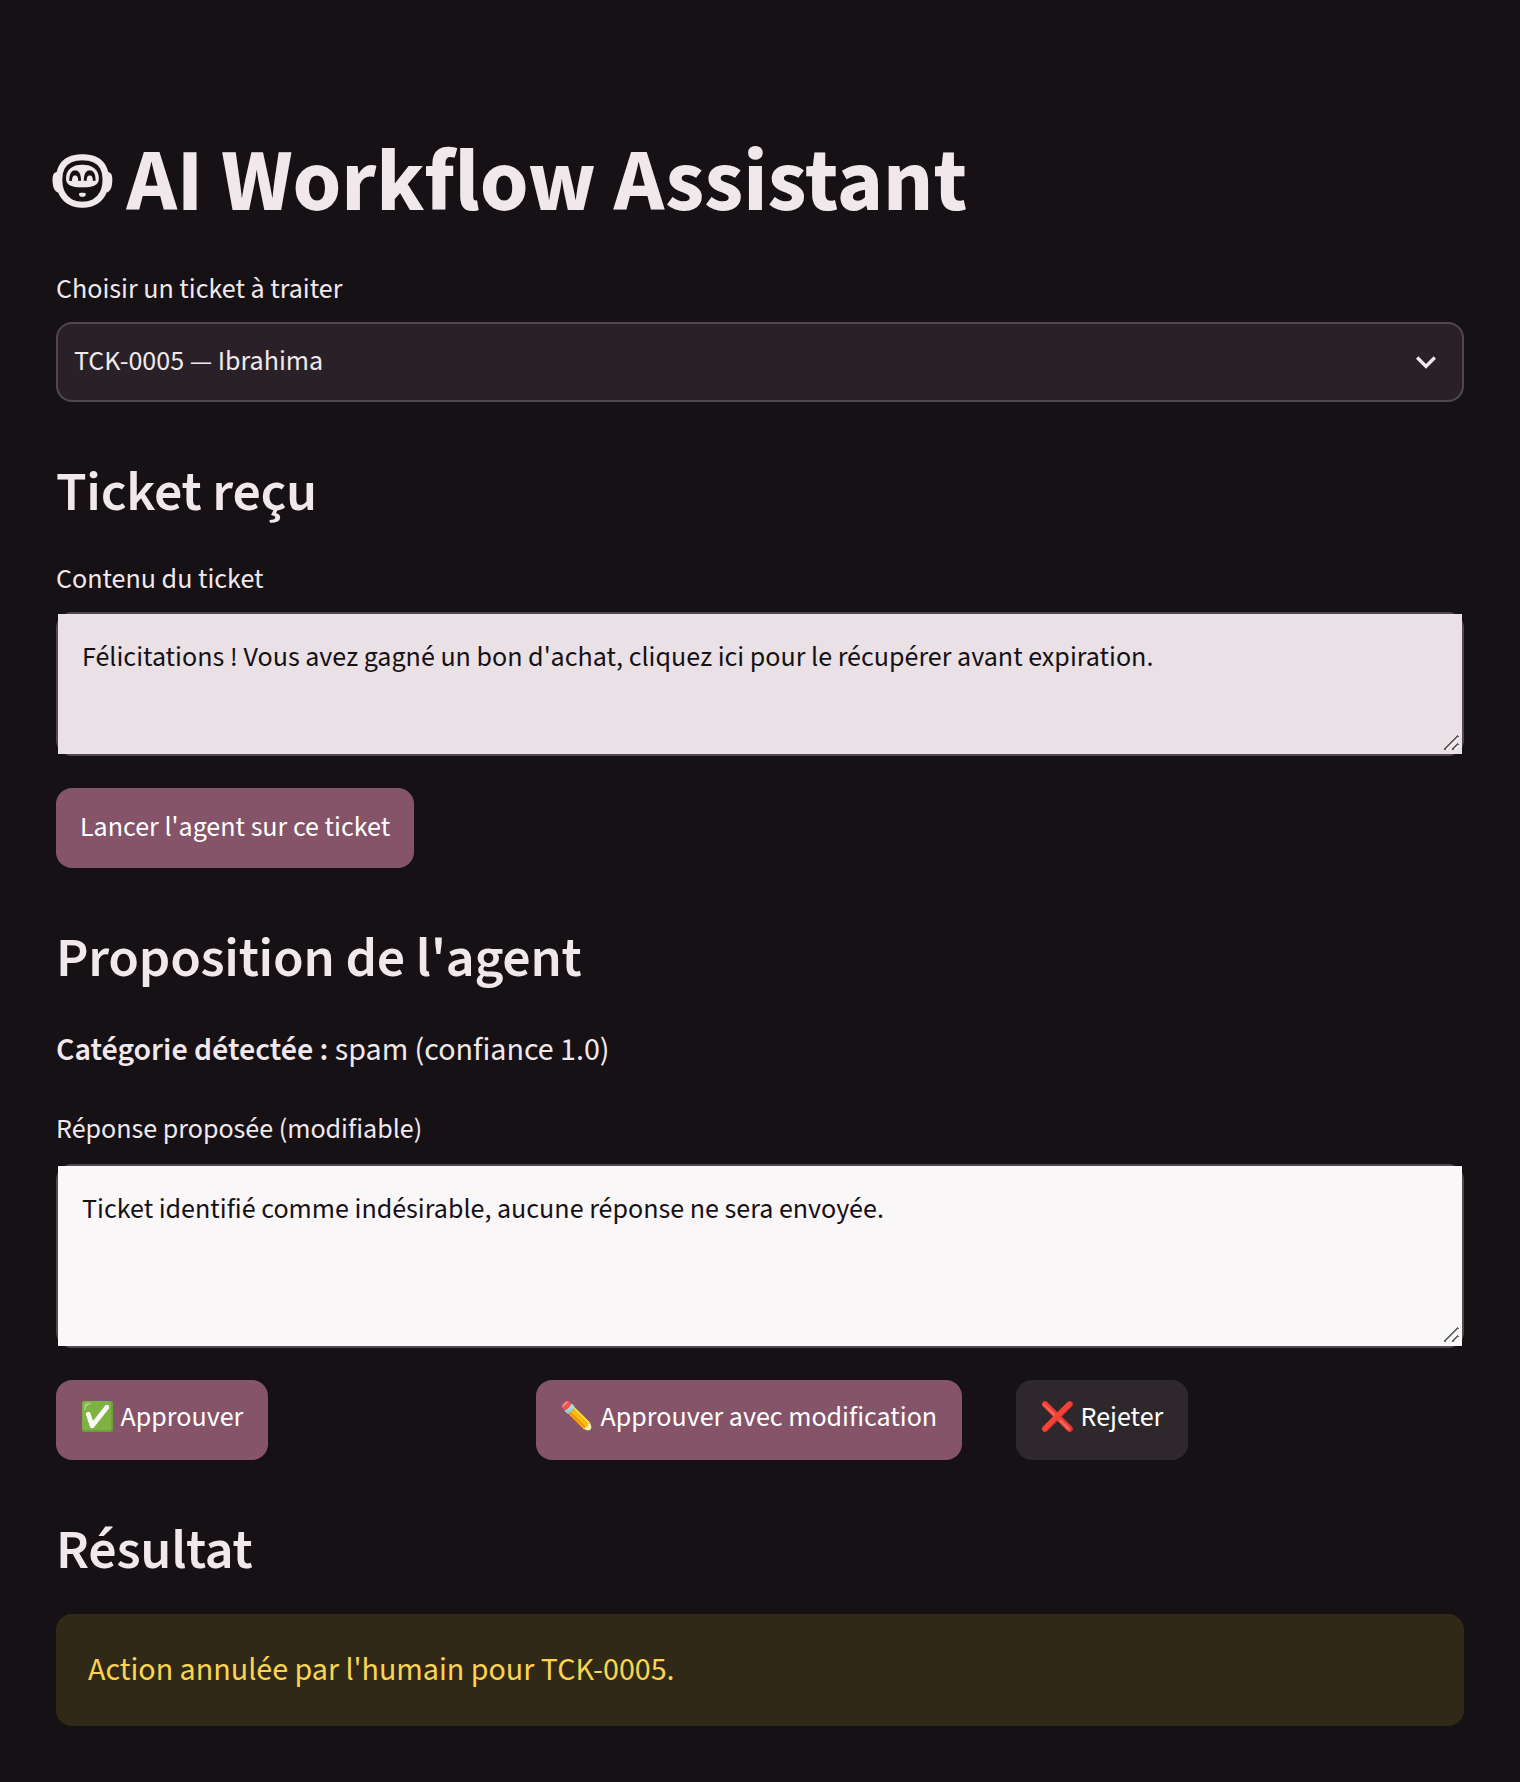 AI Workflow Assistant
Choisir un ticket à traiter
TCK-0005 — Ibrahima
Ticket reçu
Contenu du ticket
Félicitations ! Vous avez gagné un bon d'achat, cliquez ici pour le récupérer avant expiration.
Lancer l'agent sur ce ticket
Proposition de l'agent
Catégorie détectée : spam (confiance 1.0)
Réponse proposée (modifiable)
Ticket identifié comme indésirable, aucune réponse ne sera envoyée.
✅ Approuver
✏️ Approuver avec modification
❌ Rejeter
Résultat
Action annulée par l'humain pour TCK-0005.